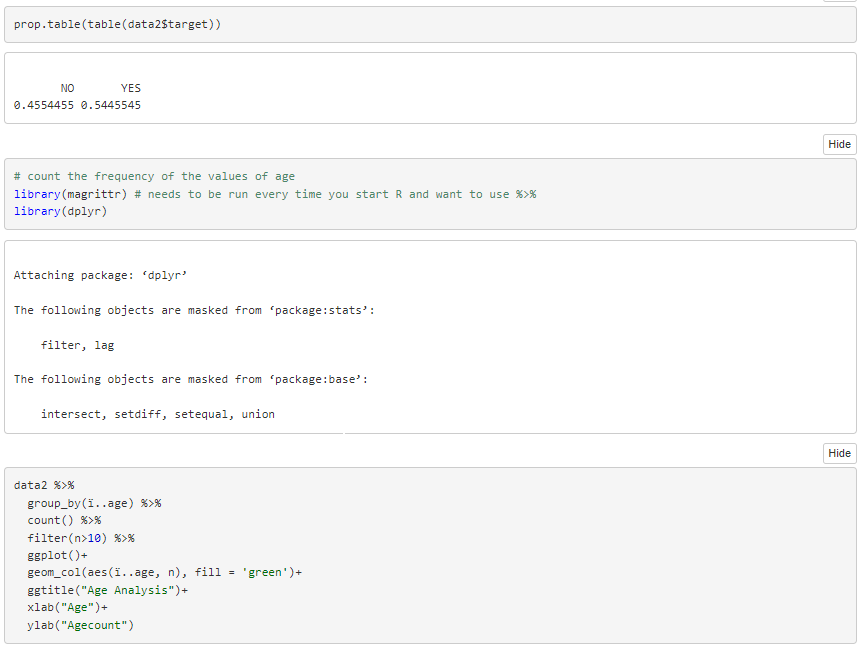 prop.table(table(data2$target))
NO YES
0.4554455 0.5445545
Hide
# count the frequency of the values of age
library(magrittr) # needs to be run every time you start R and want to use %>%
library(dplyr)
Attaching package: ‘dplyr’
The following objects are masked from ‘package:stats’:
filter, lag
The following objects are masked from ‘package:base’:
intersect, setdiff, setequal, union
Hide
data2 %>%
group_by(ï..age) %>%
count() %>%
filter(n>10) %>%
ggplot()+
geom_col(aes(ï..age, n), fill = 'green')+
ggtitle("Age Analysis")+
xlab("Age")+
ylab("Agecount")